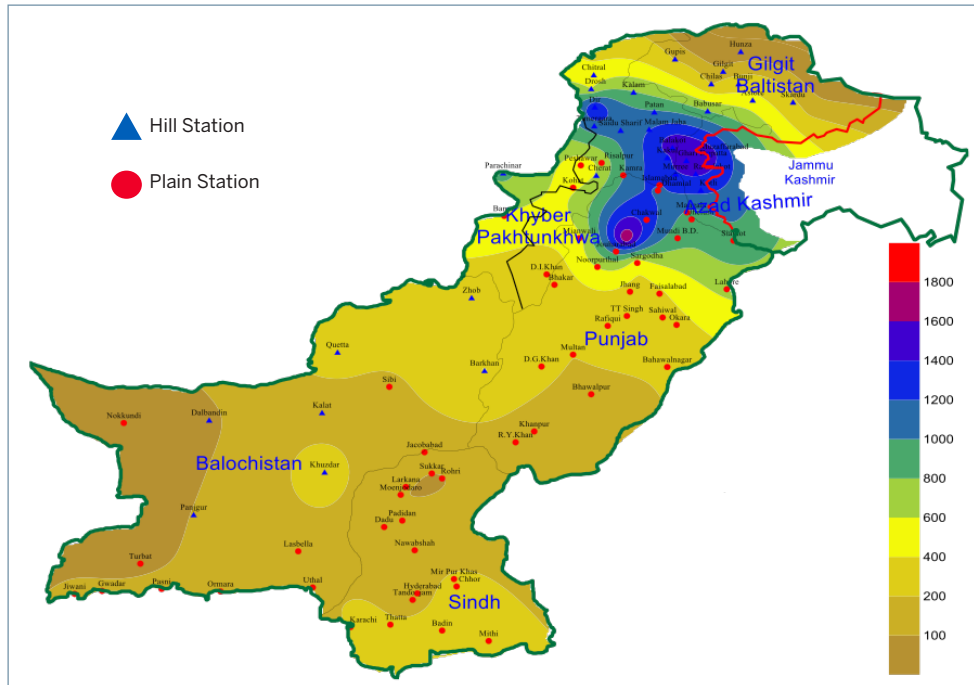 Hill Station
Plain Station
Hunza
Gupis
Gilgit
Gilgit
Baltistan
Chilas
Bunji
Astore
Skardu
Babusar
Chitral
Drosh
Kalam
Dir
Patan
Saidu Sharif
Malam Jaba
Parachinar
Peshawar
Risalpur
Cherat
Kamra
Kohat
Islamabad
Jammu
Kashmir
Azad Kashmir
Khyber
Pakhtunkhwa
Chakwal
Mianwali
Mandi B.D.
Noorpurthal
Sargodha
Lahore
D.I.Khan
Bhakar
Jhang
Faisalabad
TT Singh
Rafiqui
Sahiwal
Okara
Punjab
Zhob
Quetta
Barkhan
Multan
D.G.Khan
Bahawalnagar
Sibi
Bhawalpur
Nokkundi
Dalbandin
Kalat
Khanpur
R.Y.Khan
Jacobabad
Balochistan
Khuzdar
Sukkar
Rohri
Larkana
Moenjodaro
Panjgur
Padidan
Dadu
Nawabshah
Lasbella
Turbat
Jiwani
Gwadar
Pasni
Ormara
Uthal
Mir Pur Khas
Chhor
Hyderabad
Tandojam
Sindh
Karachi
Thatta
Badin
Mithi
1800
1600
1400
1200
1000
800
600
400
200
100